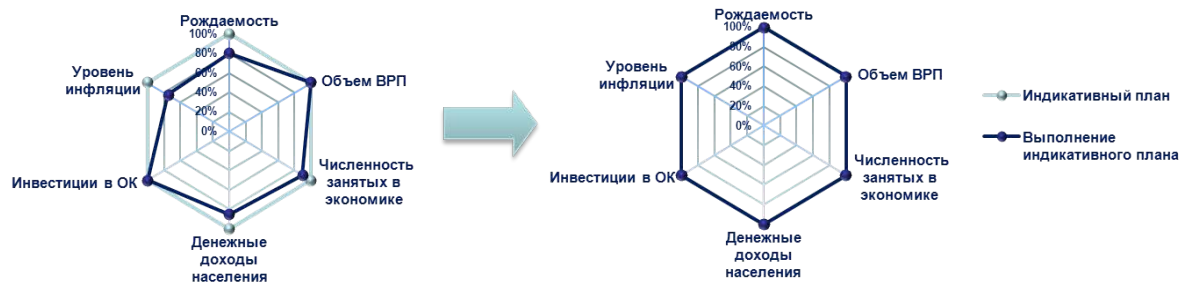 Рождаемость
100%
80%
60%
40%
20%
0%
Объем ВРП
Численность
занятых в
экономике
Денежные
доходы
населения
Инвестиции в ОК
Уровень
инфляции
Рождаемость
100%
80%
60%
40%
20%
0%
Объем ВРП
Численность
занятых в
экономике
Денежные
доходы
населения
Инвестиции в ОК
Уровень
инфляции
Индикативный план
Выполнение
индикативного плана